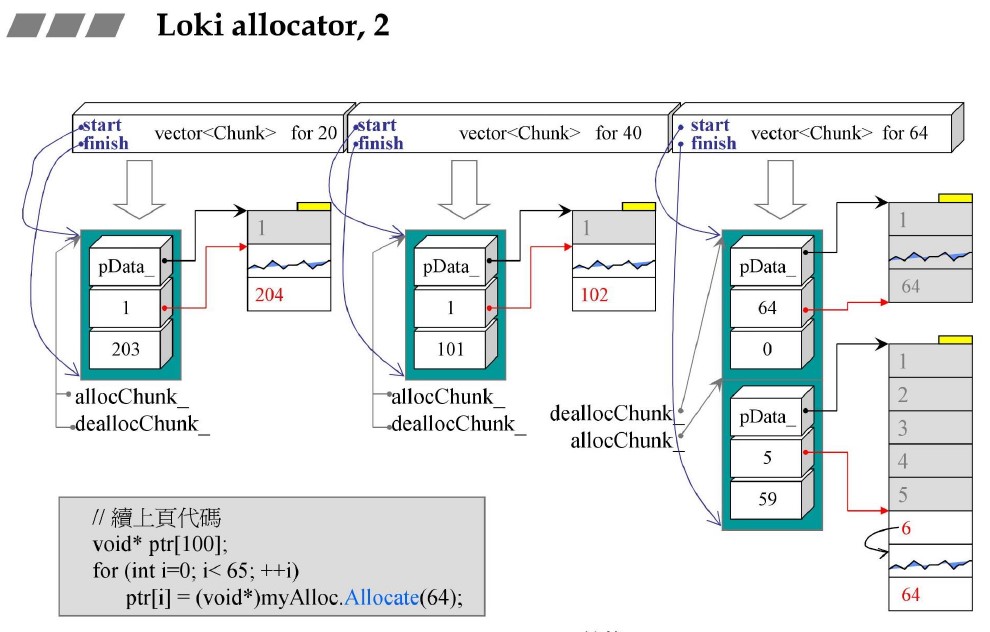 Loki allocator, 2
start
finish
vector<Chunk> for 20
start
finish
vector<Chunk> for 40
start
finish
vector<Chunk> for 64
pData_
1
203
1
204
allocChunk_
deallocChunk_
pData_
1
101
1
102
allocChunk_
deallocChunk_
pData_
64
0
1
64
deallocChunk_
allocChunk_
pData_
5
59
1
2
3
4
5
6
64
// 續上頁代碼
void* ptr[100];
for (int i=0; i< 65; ++i)
ptr[i] = (void*)myAlloc.Allocate(64);